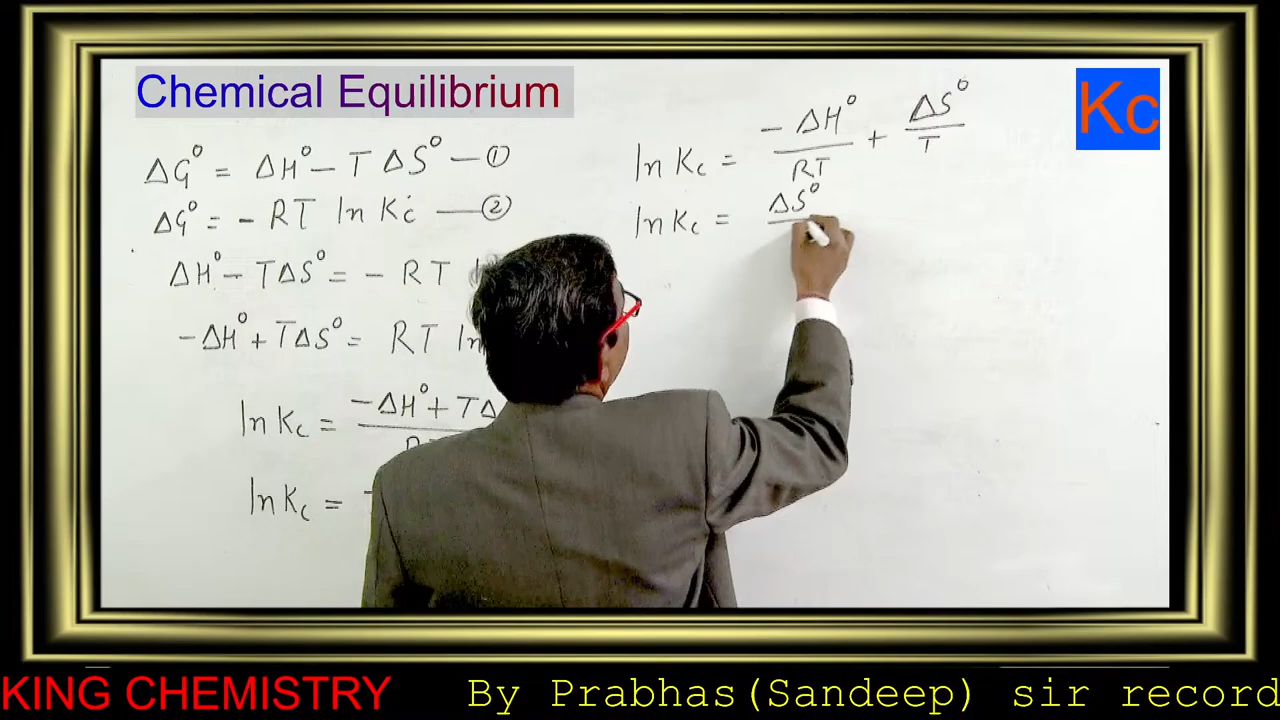 Chemical Equilibrium
Kc
ΔG° = ΔH° – T ΔS° — ①
ΔG° = – RT ln Kc — ②
ΔH° – TΔS° = – RT
–ΔH° + TΔS° = RT ln
ln Kc = –ΔH° + TΔ
ln Kc = –
ln Kc = –ΔH°/RT + ΔS°/T
ln Kc = ΔS°
KING CHEMISTRY
By Prabhas(Sandeep) sir record